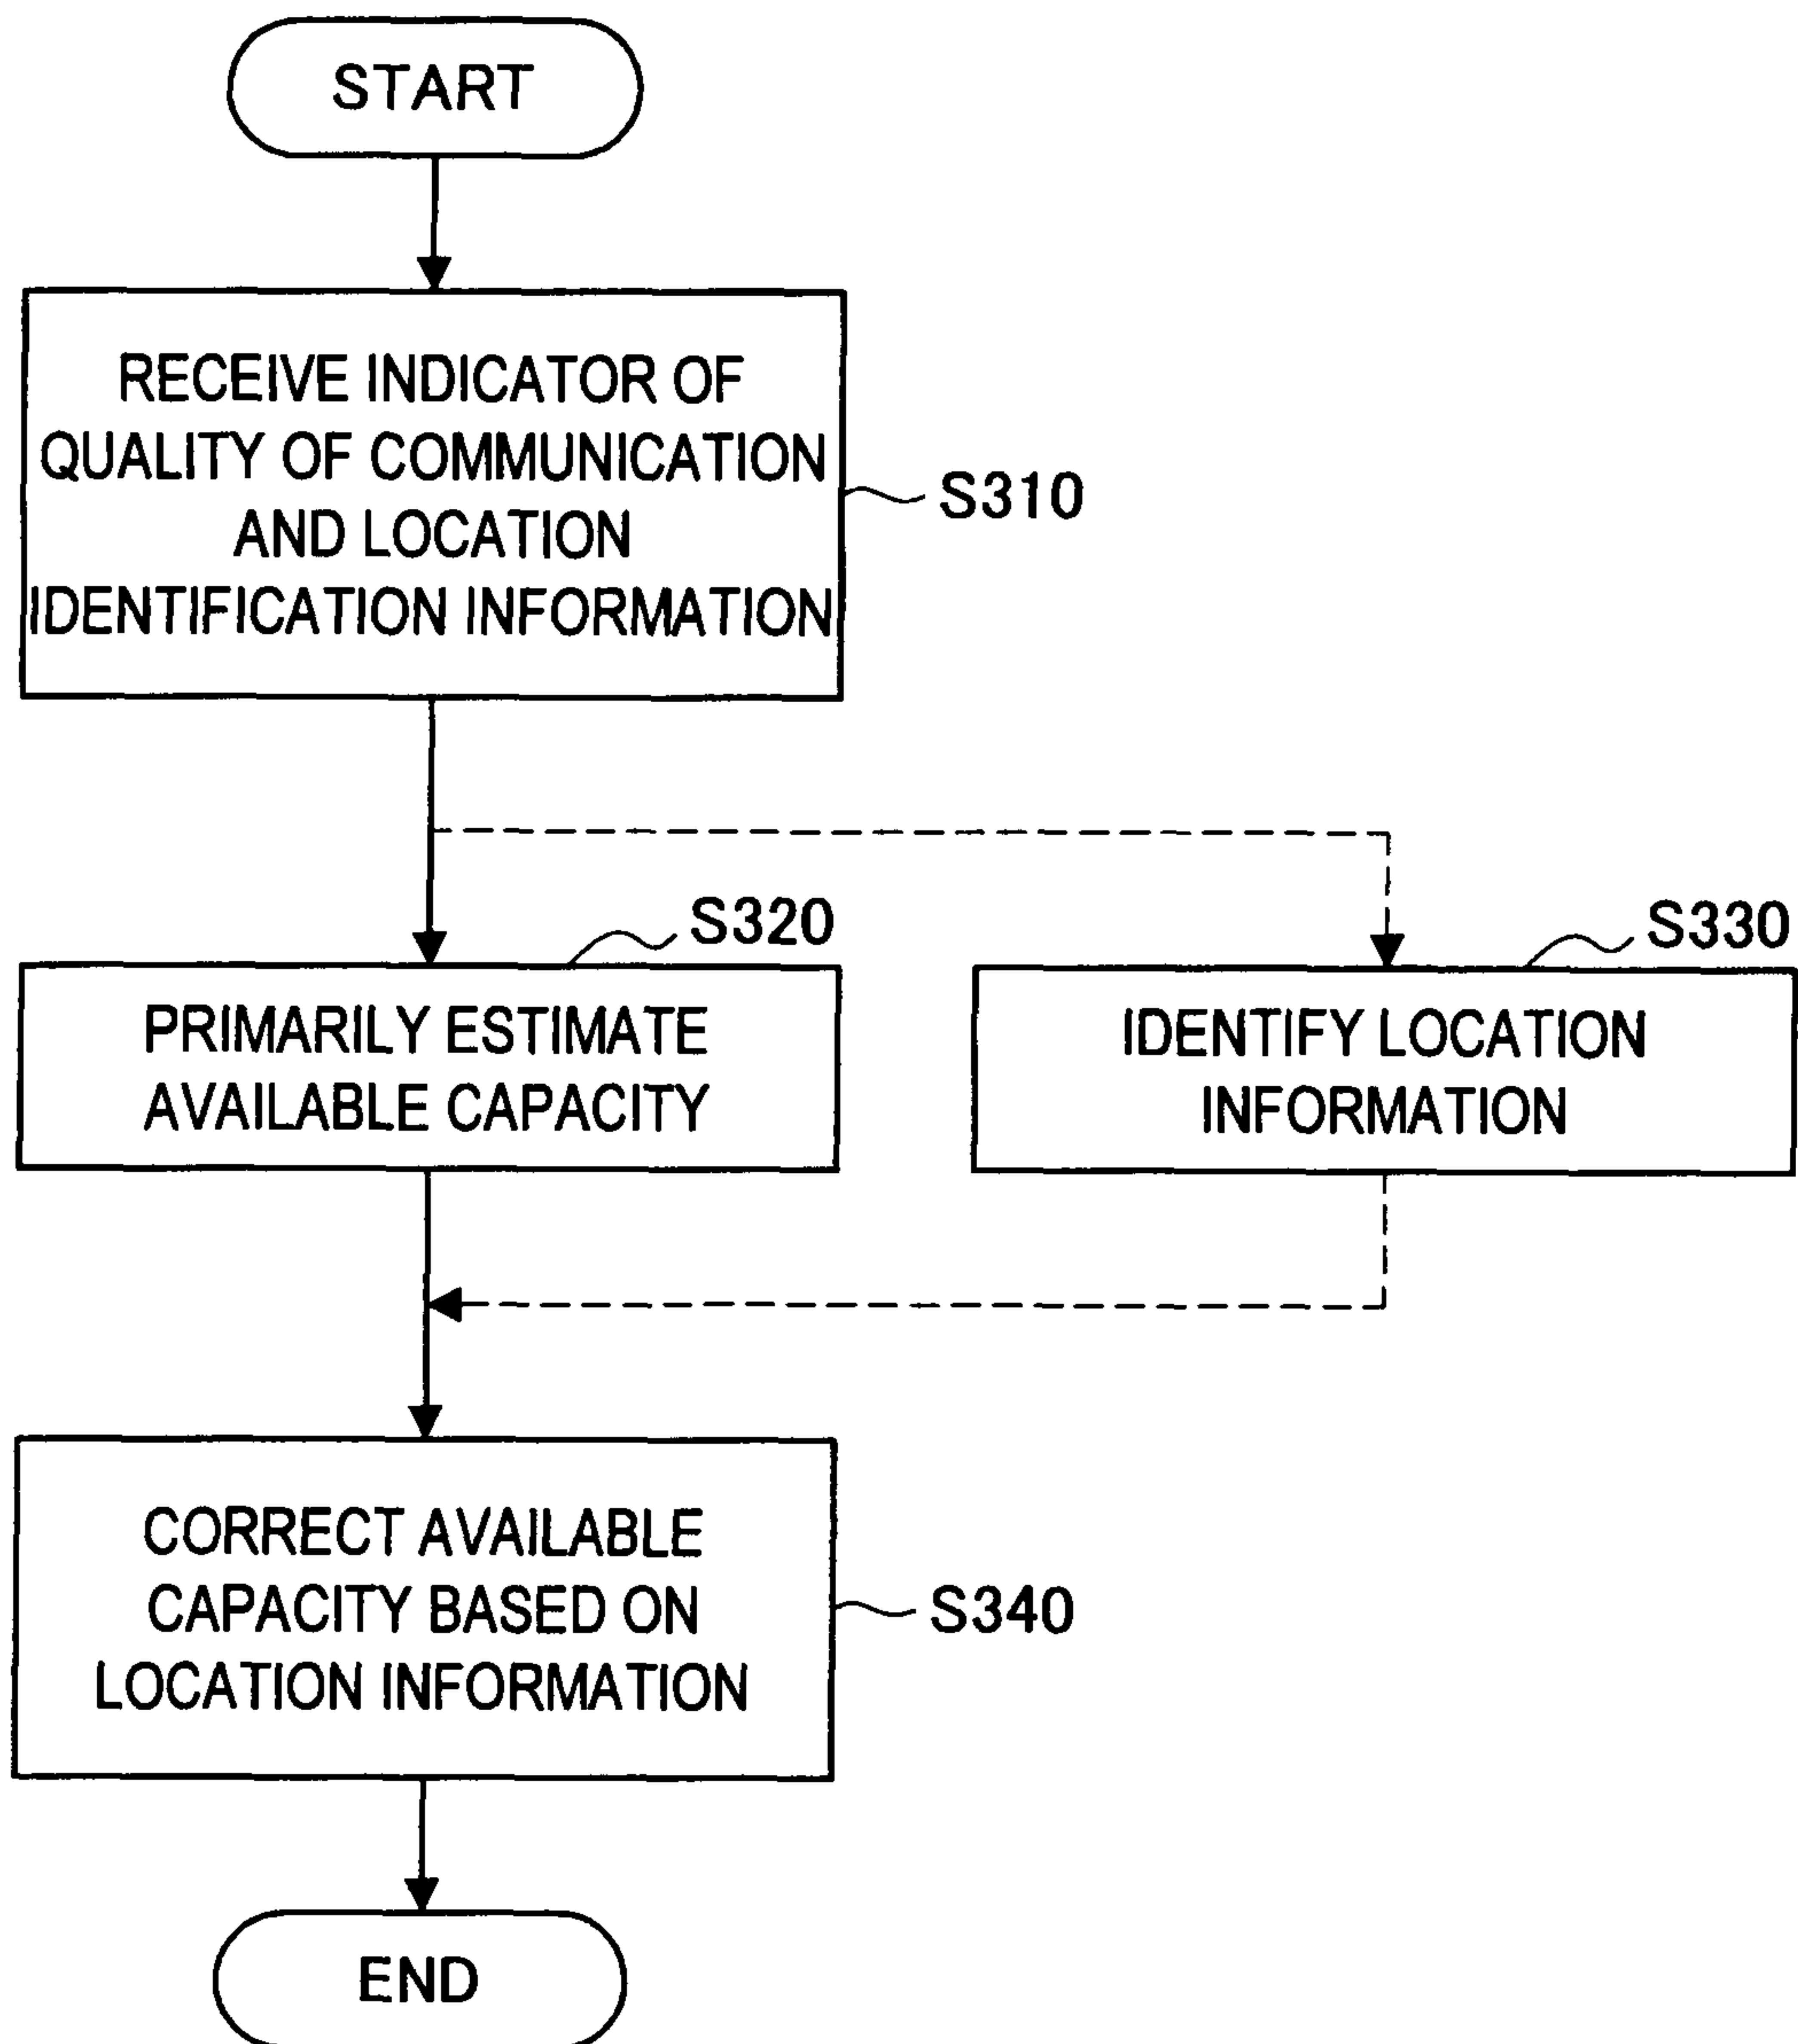 START
RECEIVE INDICATOR OF
QUALITY OF COMMUNICATION
AND LOCATION
IDENTIFICATION INFORMATION
S310
S320
PRIMARILY ESTIMATE
AVAILABLE CAPACITY
S330
IDENTIFY LOCATION
INFORMATION
CORRECT AVAILABLE
CAPACITY BASED ON
LOCATION INFORMATION
S340
END